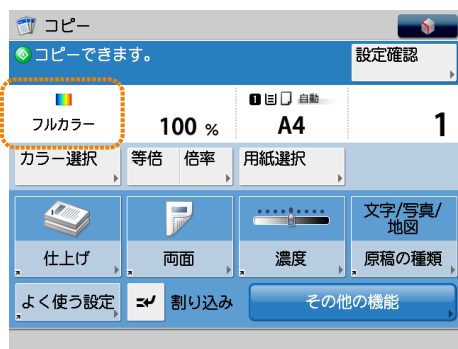 コピー
コピーできます。
設定確認
フルカラー
100 %
1 自動
A4
1
カラー選択
等倍
倍率
用紙選択
仕上げ
両面
濃度
文字/写真/
地図
原稿の種類
よく使う設定
割り込み
その他の機能